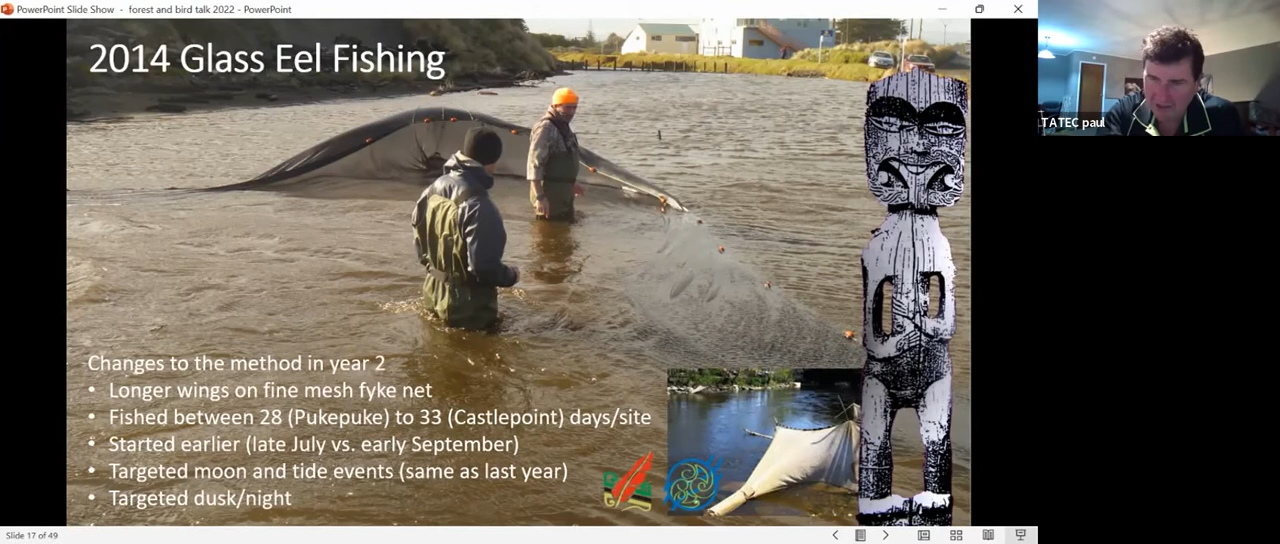 PowerPoint Slide Show - forest and bird talk 2022 - PowerPoint
2014 Glass Eel Fishing
TATEC paul
Changes to the method in year 2
• Longer wings on fine mesh fyke net
• Fished between 28 (Pukepuke) to 33 (Castlepoint) days/site
• Started earlier (late July vs. early September)
• Targeted moon and tide events (same as last year)
• Targeted dusk/night
Slide 17 of 49